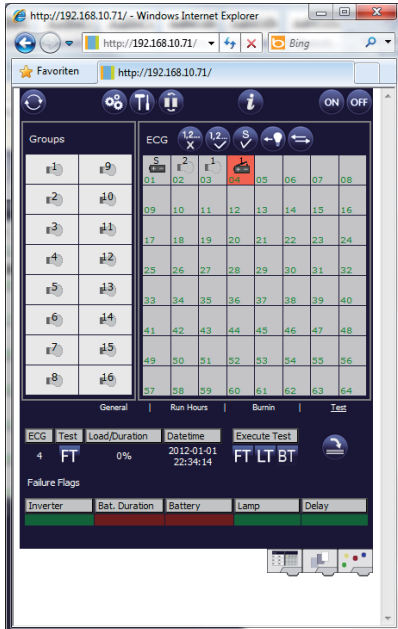 http://192.168.10.71/ - Windows Internet Explorer
http://192.168.10.71/ Bing
Favoriten http://192.168.10.71/
TI i ON OFF
Groups ECG 1,2... X 1,2... S
1 9 S 2 1
01 02 03 04 05 06 07 08
2 10
09 10 11 12 13 14 15 16
3 11
17 18 19 20 21 22 23 24
4 12
25 26 27 28 29 30 31 32
5 13
33 34 35 36 37 38 39 40
6 14
41 42 43 44 45 46 47 48
7 15
49 50 51 52 53 54 55 56
8 16
57 58 59 60 61 62 63 64
General | Run Hours | Burnin | Test
ECG Test Load/Duration Datetime Execute Test
4 FT 0% 2012-01-01 22:34:14 FT LT BT
Failure Flags
Inverter Bat. Duration Battery Lamp Delay